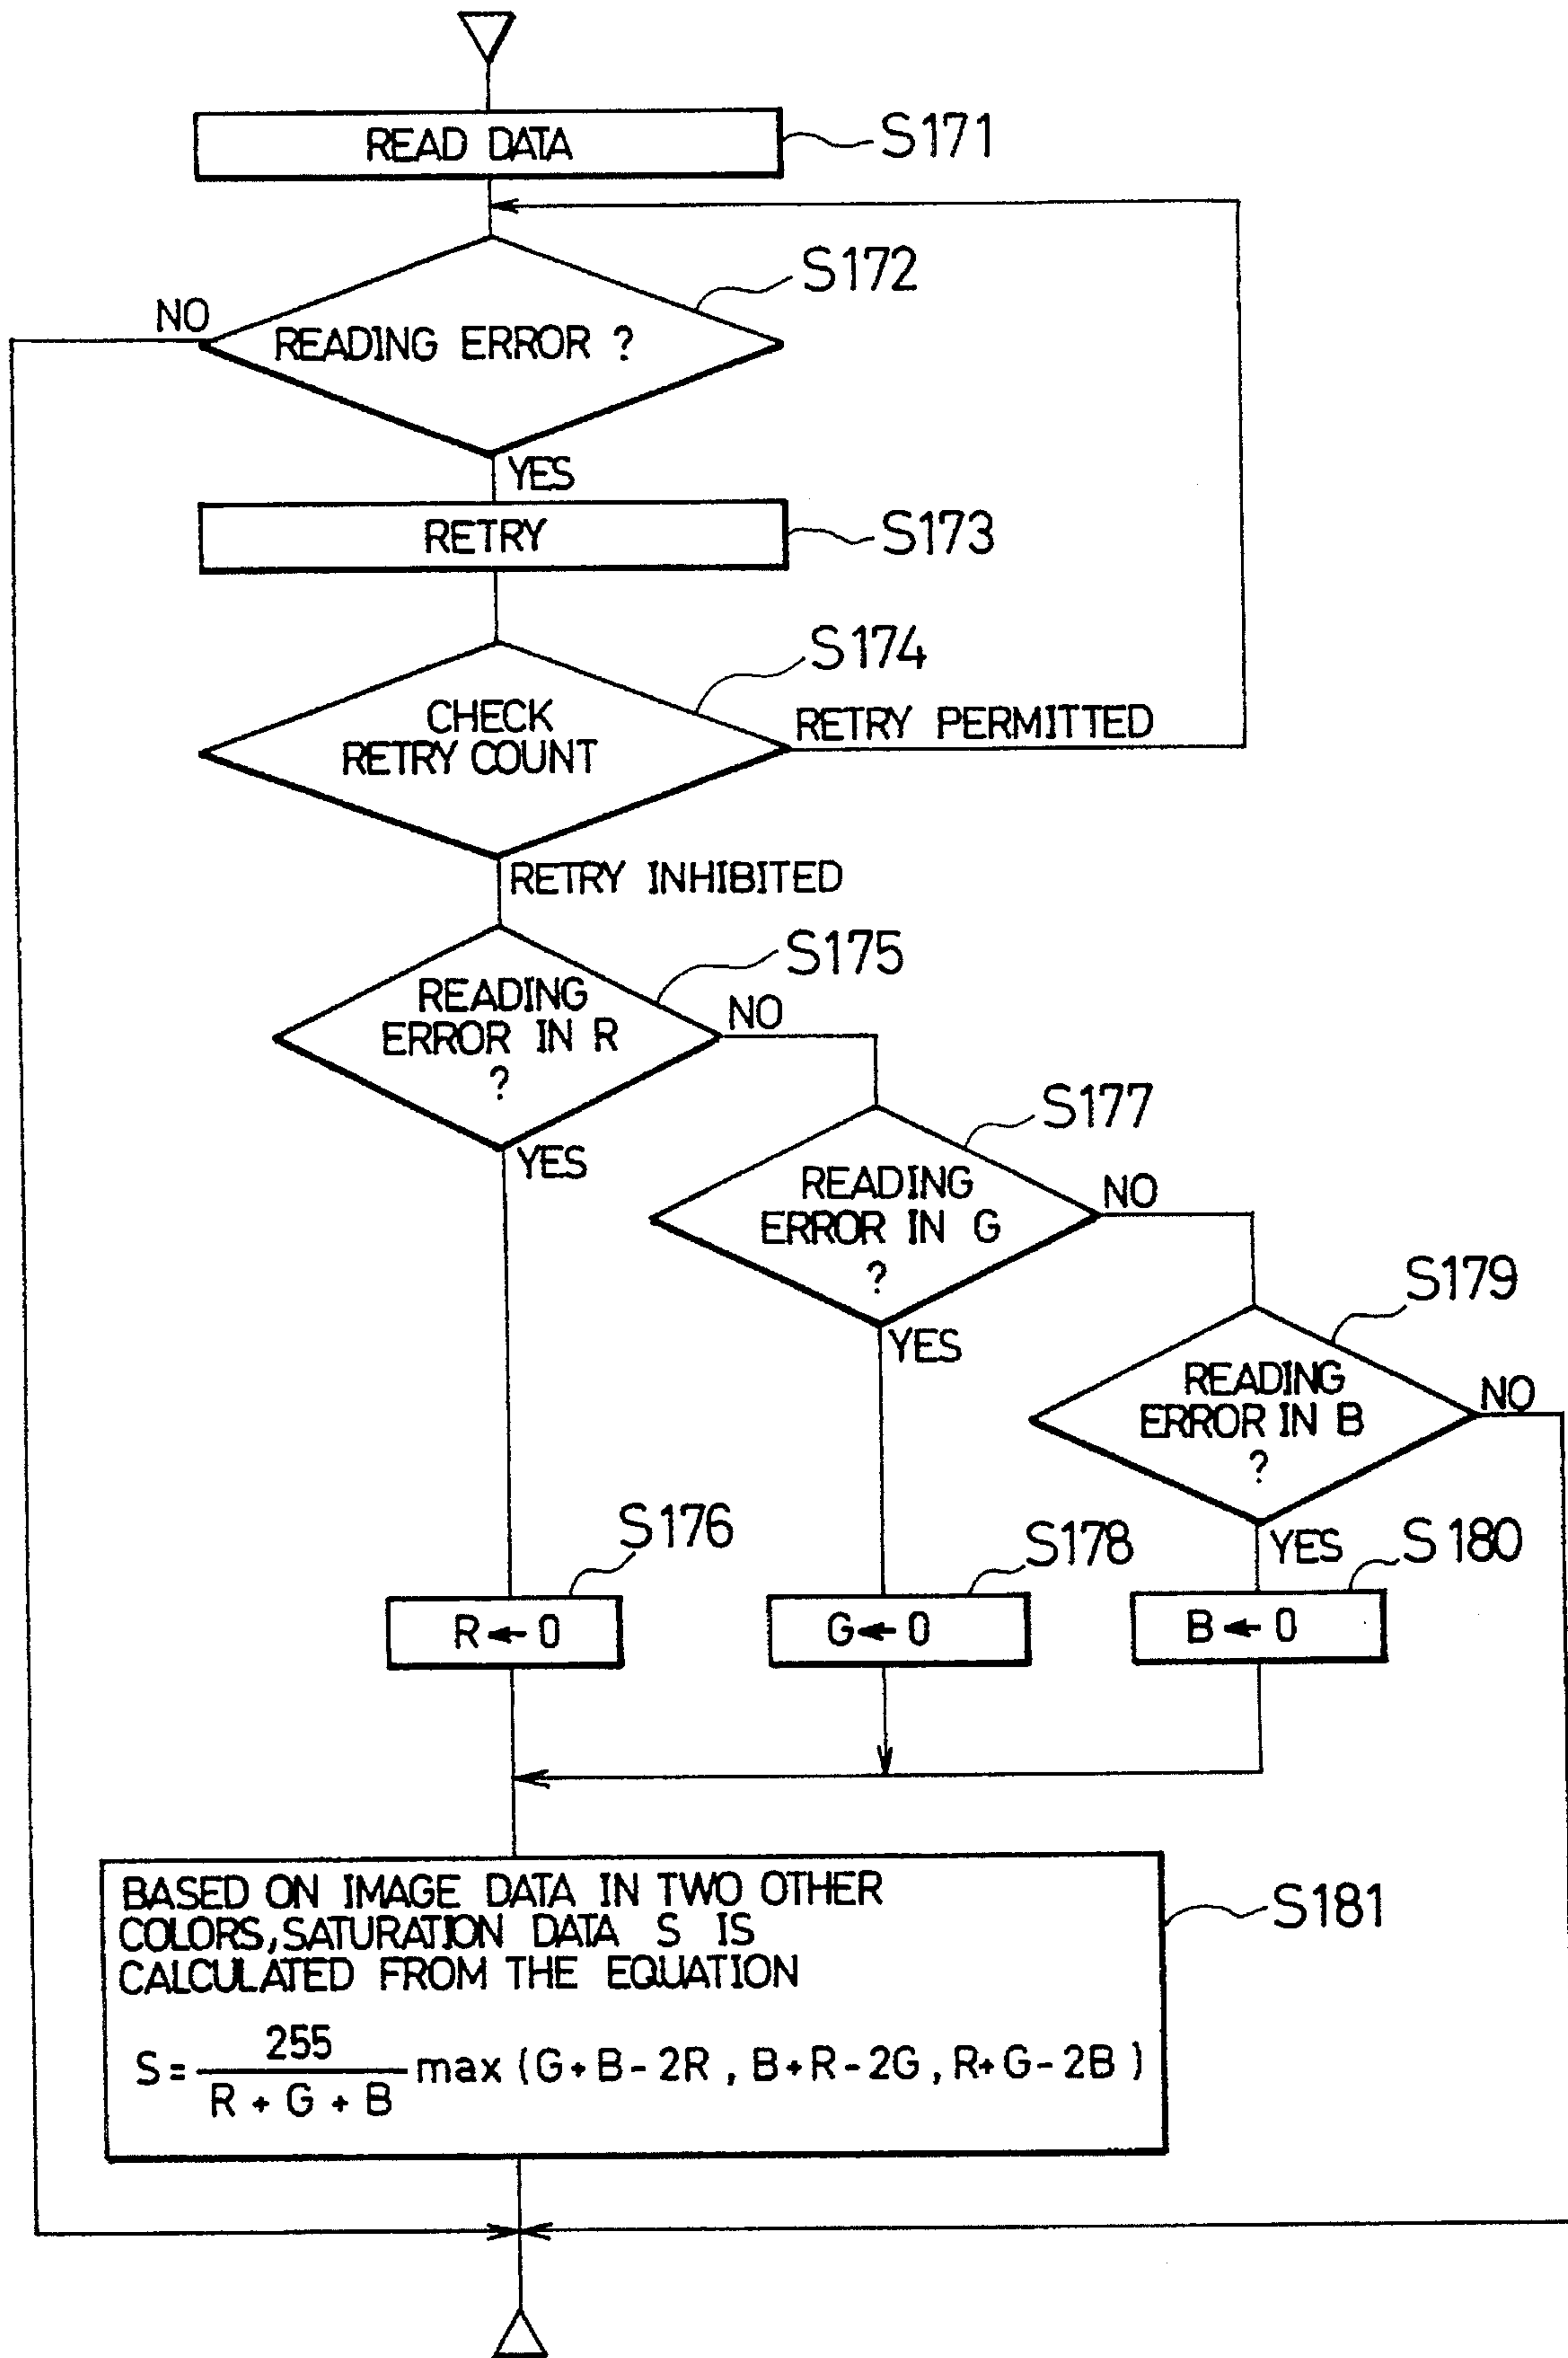 READ DATA
S171
S172
NO
READING ERROR ?
YES
RETRY
S173
S174
CHECK
RETRY COUNT
RETRY PERMITTED
RETRY INHIBITED
S175
READING
ERROR IN R
?
NO
YES
S177
READING
ERROR IN G
?
NO
YES
S179
READING
ERROR IN B
?
NO
YES
S176
R ← 0
S178
G ← 0
S180
B ← 0
BASED ON IMAGE DATA IN TWO OTHER
COLORS, SATURATION DATA S IS
CALCULATED FROM THE EQUATION
S = 255 / (R + G + B) max (G+B-2R, B+R-2G, R+G-2B)
S181